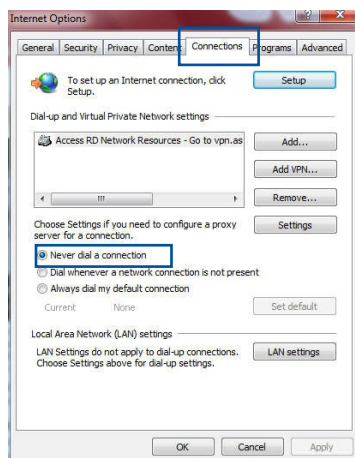 Internet Options
General Security Privacy Content Connections Programs Advanced
To set up an Internet connection, click Setup.
Setup
Dial-up and Virtual Private Network settings
Access RD Network Resources - Go to vpn.as
Add...
Add VPN...
Remove...
Choose Settings if you need to configure a proxy
server for a connection.
Settings
Never dial a connection
Dial whenever a network connection is not present
Always dial my default connection
Current None
Set default
Local Area Network (LAN) settings
LAN Settings do not apply to dial-up connections.
Choose Settings above for dial-up settings.
LAN settings
OK Cancel Apply